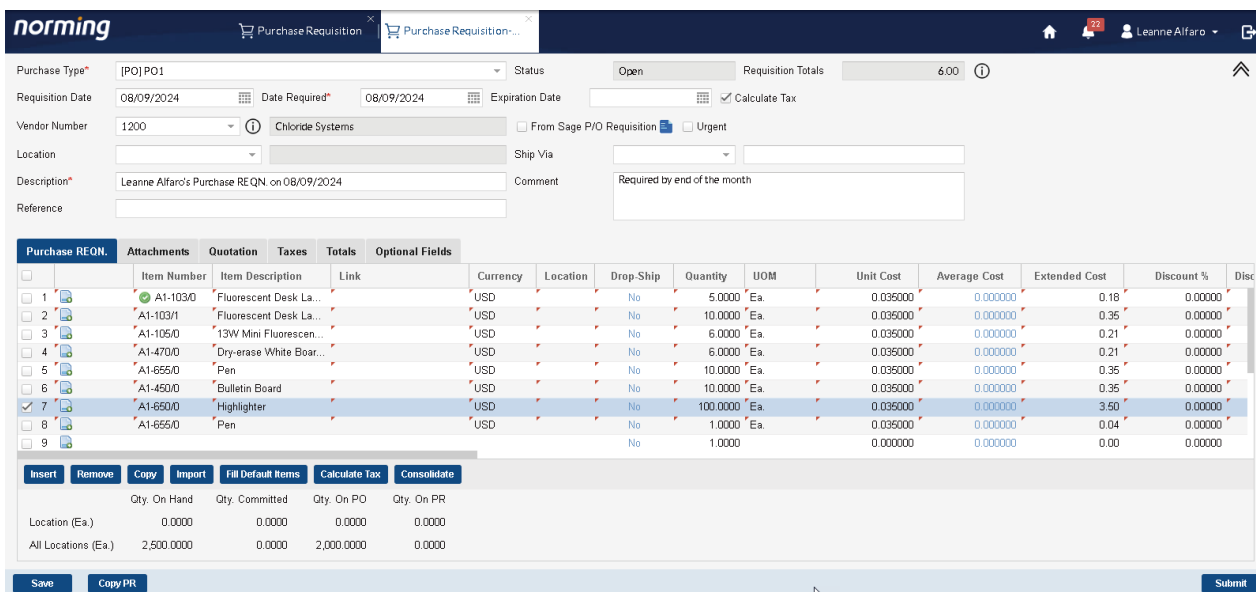 norming Purchase Requisition Purchase Requisition-... 22 Leanne Alfaro
Purchase Type* [PO] PO1 Status Open Requisition Totals 6.00
Requisition Date 08/09/2024 Date Required* 08/09/2024 Expiration Date Calculate Tax
Vendor Number 1200 Chloride Systems From Sage P/O Requisition Urgent
Location Ship Via
Description* Leanne Alfaro's Purchase REQN. on 08/09/2024 Comment Required by end of the month
Reference
Purchase REQN. Attachments Quotation Taxes Totals Optional Fields
Item Number Item Description Link Currency Location Drop-Ship Quantity UOM Unit Cost Average Cost Extended Cost Discount % Disc
1 A1-103/0 Fluorescent Desk La... USD No 5.0000 Ea. 0.035000 0.000000 0.18 0.00000
2 A1-103/1 Fluorescent Desk La... USD No 10.0000 Ea. 0.035000 0.000000 0.35 0.00000
3 A1-105/0 13W Mini Fluorescen... USD No 6.0000 Ea. 0.035000 0.000000 0.21 0.00000
4 A1-470/0 Dry-erase White Boar... USD No 6.0000 Ea. 0.035000 0.000000 0.21 0.00000
5 A1-655/0 Pen USD No 10.0000 Ea. 0.035000 0.000000 0.35 0.00000
6 A1-450/0 Bulletin Board USD No 10.0000 Ea. 0.035000 0.000000 0.35 0.00000
7 A1-650/0 Highlighter USD No 100.0000 Ea. 0.035000 0.000000 3.50 0.00000
8 A1-655/0 Pen USD No 1.0000 Ea. 0.035000 0.000000 0.04 0.00000
9 No 1.0000 0.000000 0.000000 0.00 0.00000
Insert Remove Copy Import Fill Default Items Calculate Tax Consolidate
Qty. On Hand Qty. Committed Qty. On PO Qty. On PR
Location (Ea.) 0.0000 0.0000 0.0000 0.0000
All Locations (Ea.) 2,500.0000 0.0000 2,000.0000 0.0000
Save Copy PR Submit